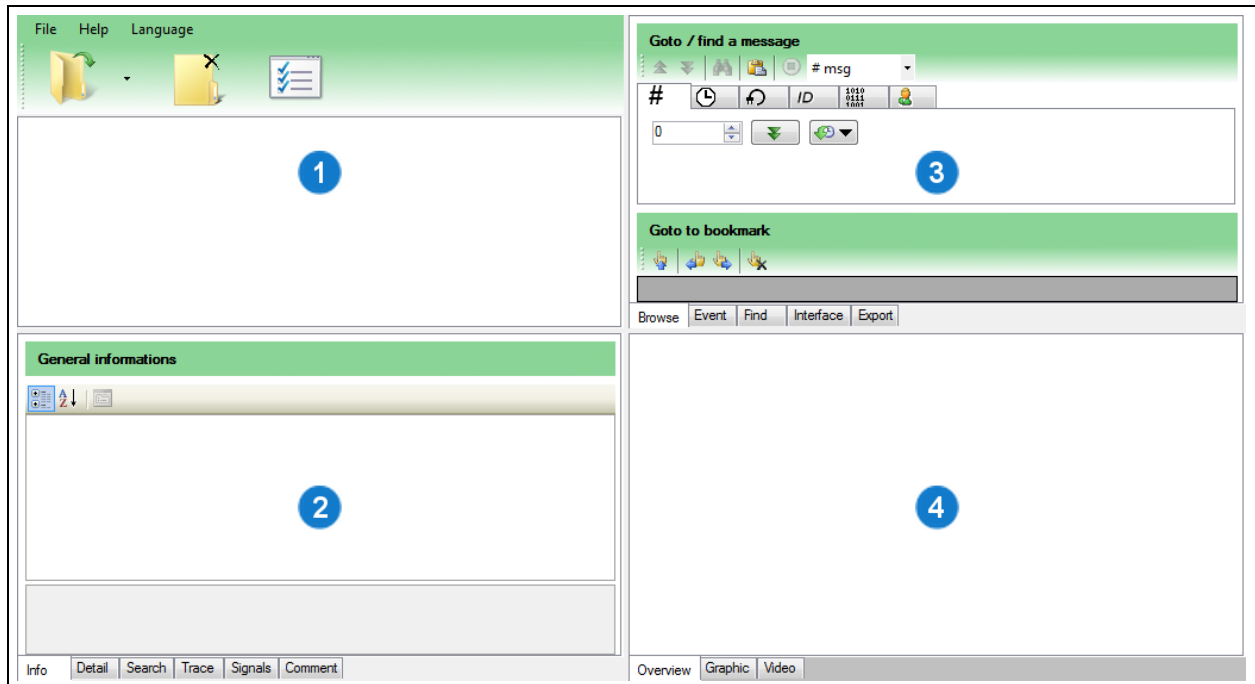 File Help Language
1
General informations
A
Z
2
Info Detail Search Trace Signals Comment
Goto / find a message
# msg
# ID 1010
0111
1001
0
3
Goto to bookmark
Browse Event Find Interface Export
4
Overview Graphic Video